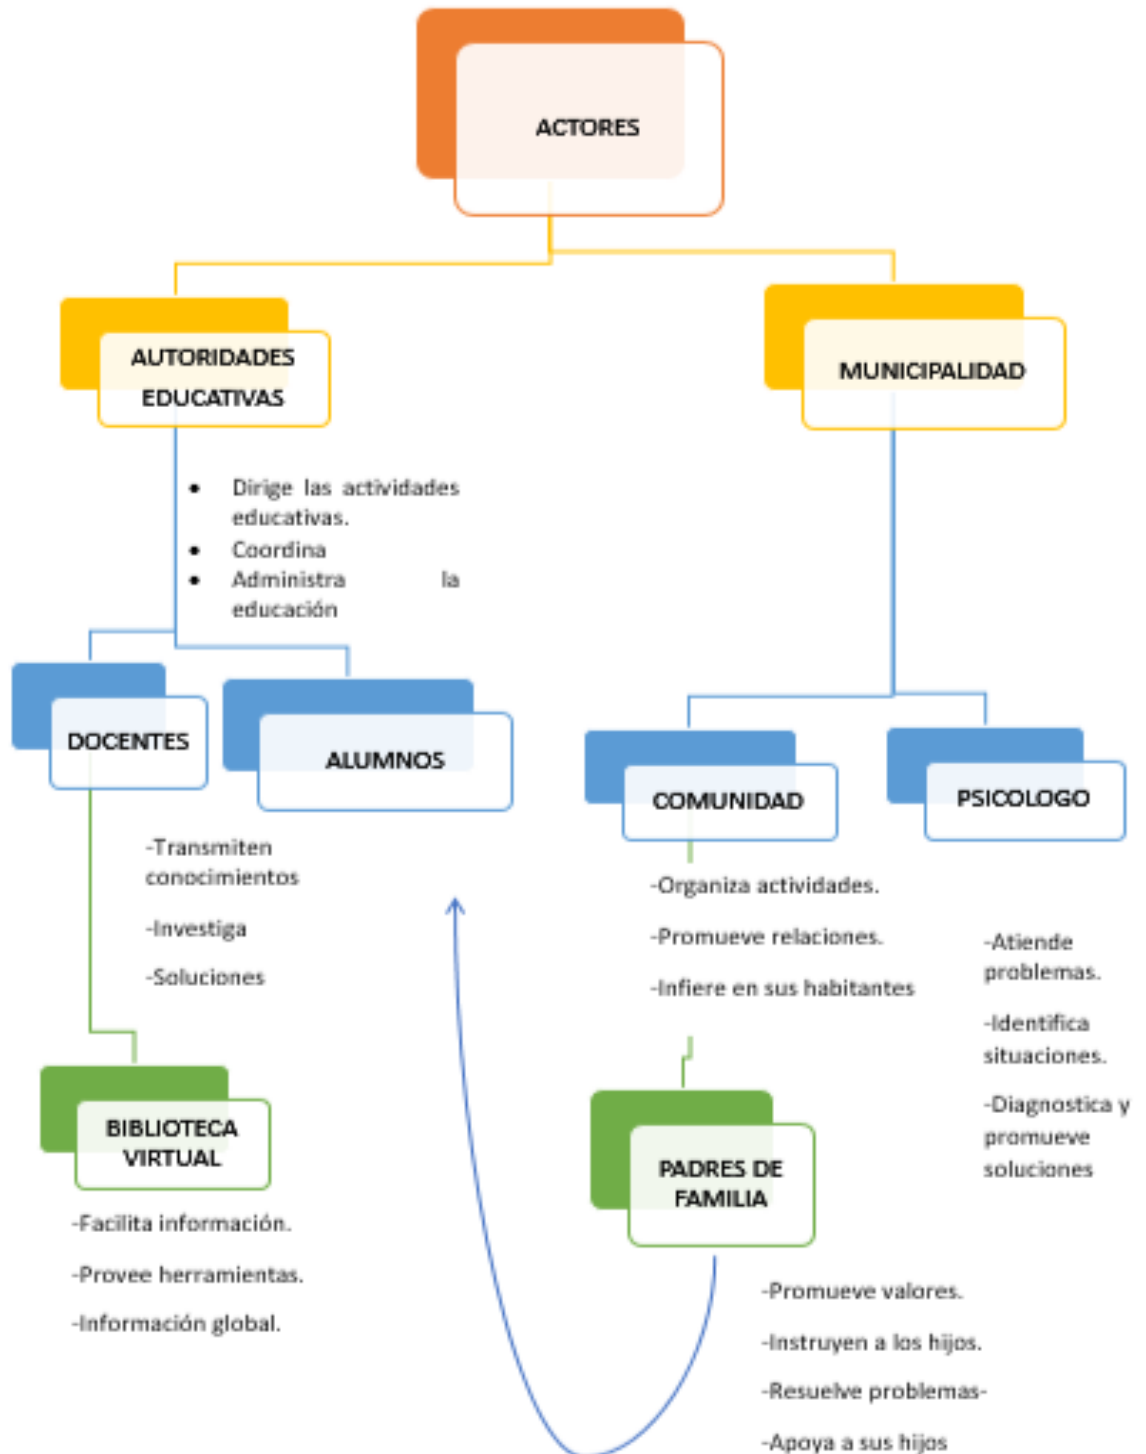 ACTORES
AUTORIDADES
EDUCATIVAS
MUNICIPALIDAD
• Dirige las actividades
educativas.
• Coordina
• Administra la
educación
DOCENTES
ALUMNOS
COMUNIDAD
PSICOLOGO
-Transmiten
conocimientos
-Investiga
-Soluciones
-Organiza actividades.
-Promueve relaciones.
-Infiere en sus habitantes
-Atiende
problemas.
-Identifica
situaciones.
-Diagnostica y
promueve
soluciones
BIBLIOTECA
VIRTUAL
-Facilita información.
-Provee herramientas.
-Información global.
PADRES DE
FAMILIA
-Promueve valores.
-Instruyen a los hijos.
-Resuelve problemas-
-Apoya a sus hijos